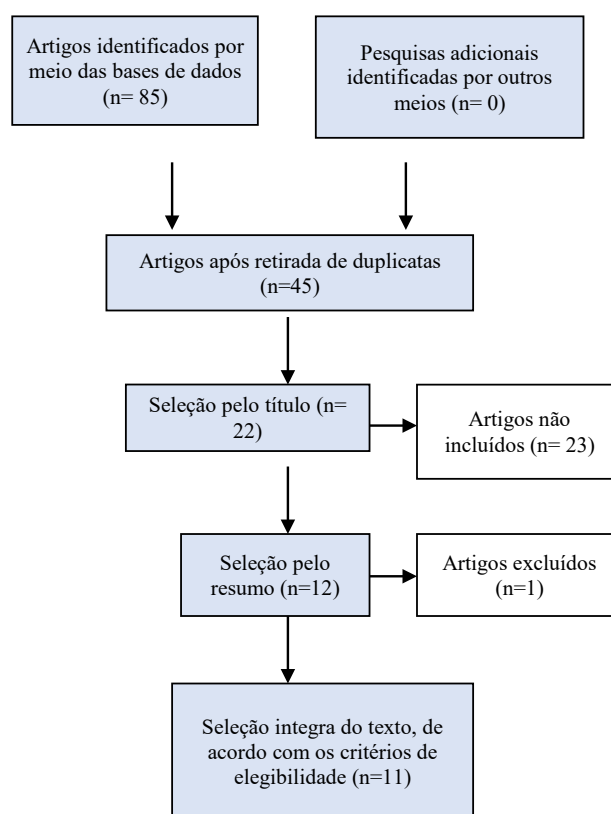 Artigos identificados por
meio das bases de dados
(n= 85)
Pesquisas adicionais
identificadas por outros
meios (n= 0)
Artigos após retirada de duplicatas
(n=45)
Seleção pelo título (n=
22)
Artigos não
incluídos (n= 23)
Seleção pelo
resumo (n=12)
Artigos excluídos
(n=1)
Seleção integra do texto, de
acordo com os critérios de
elegibilidade (n=11)